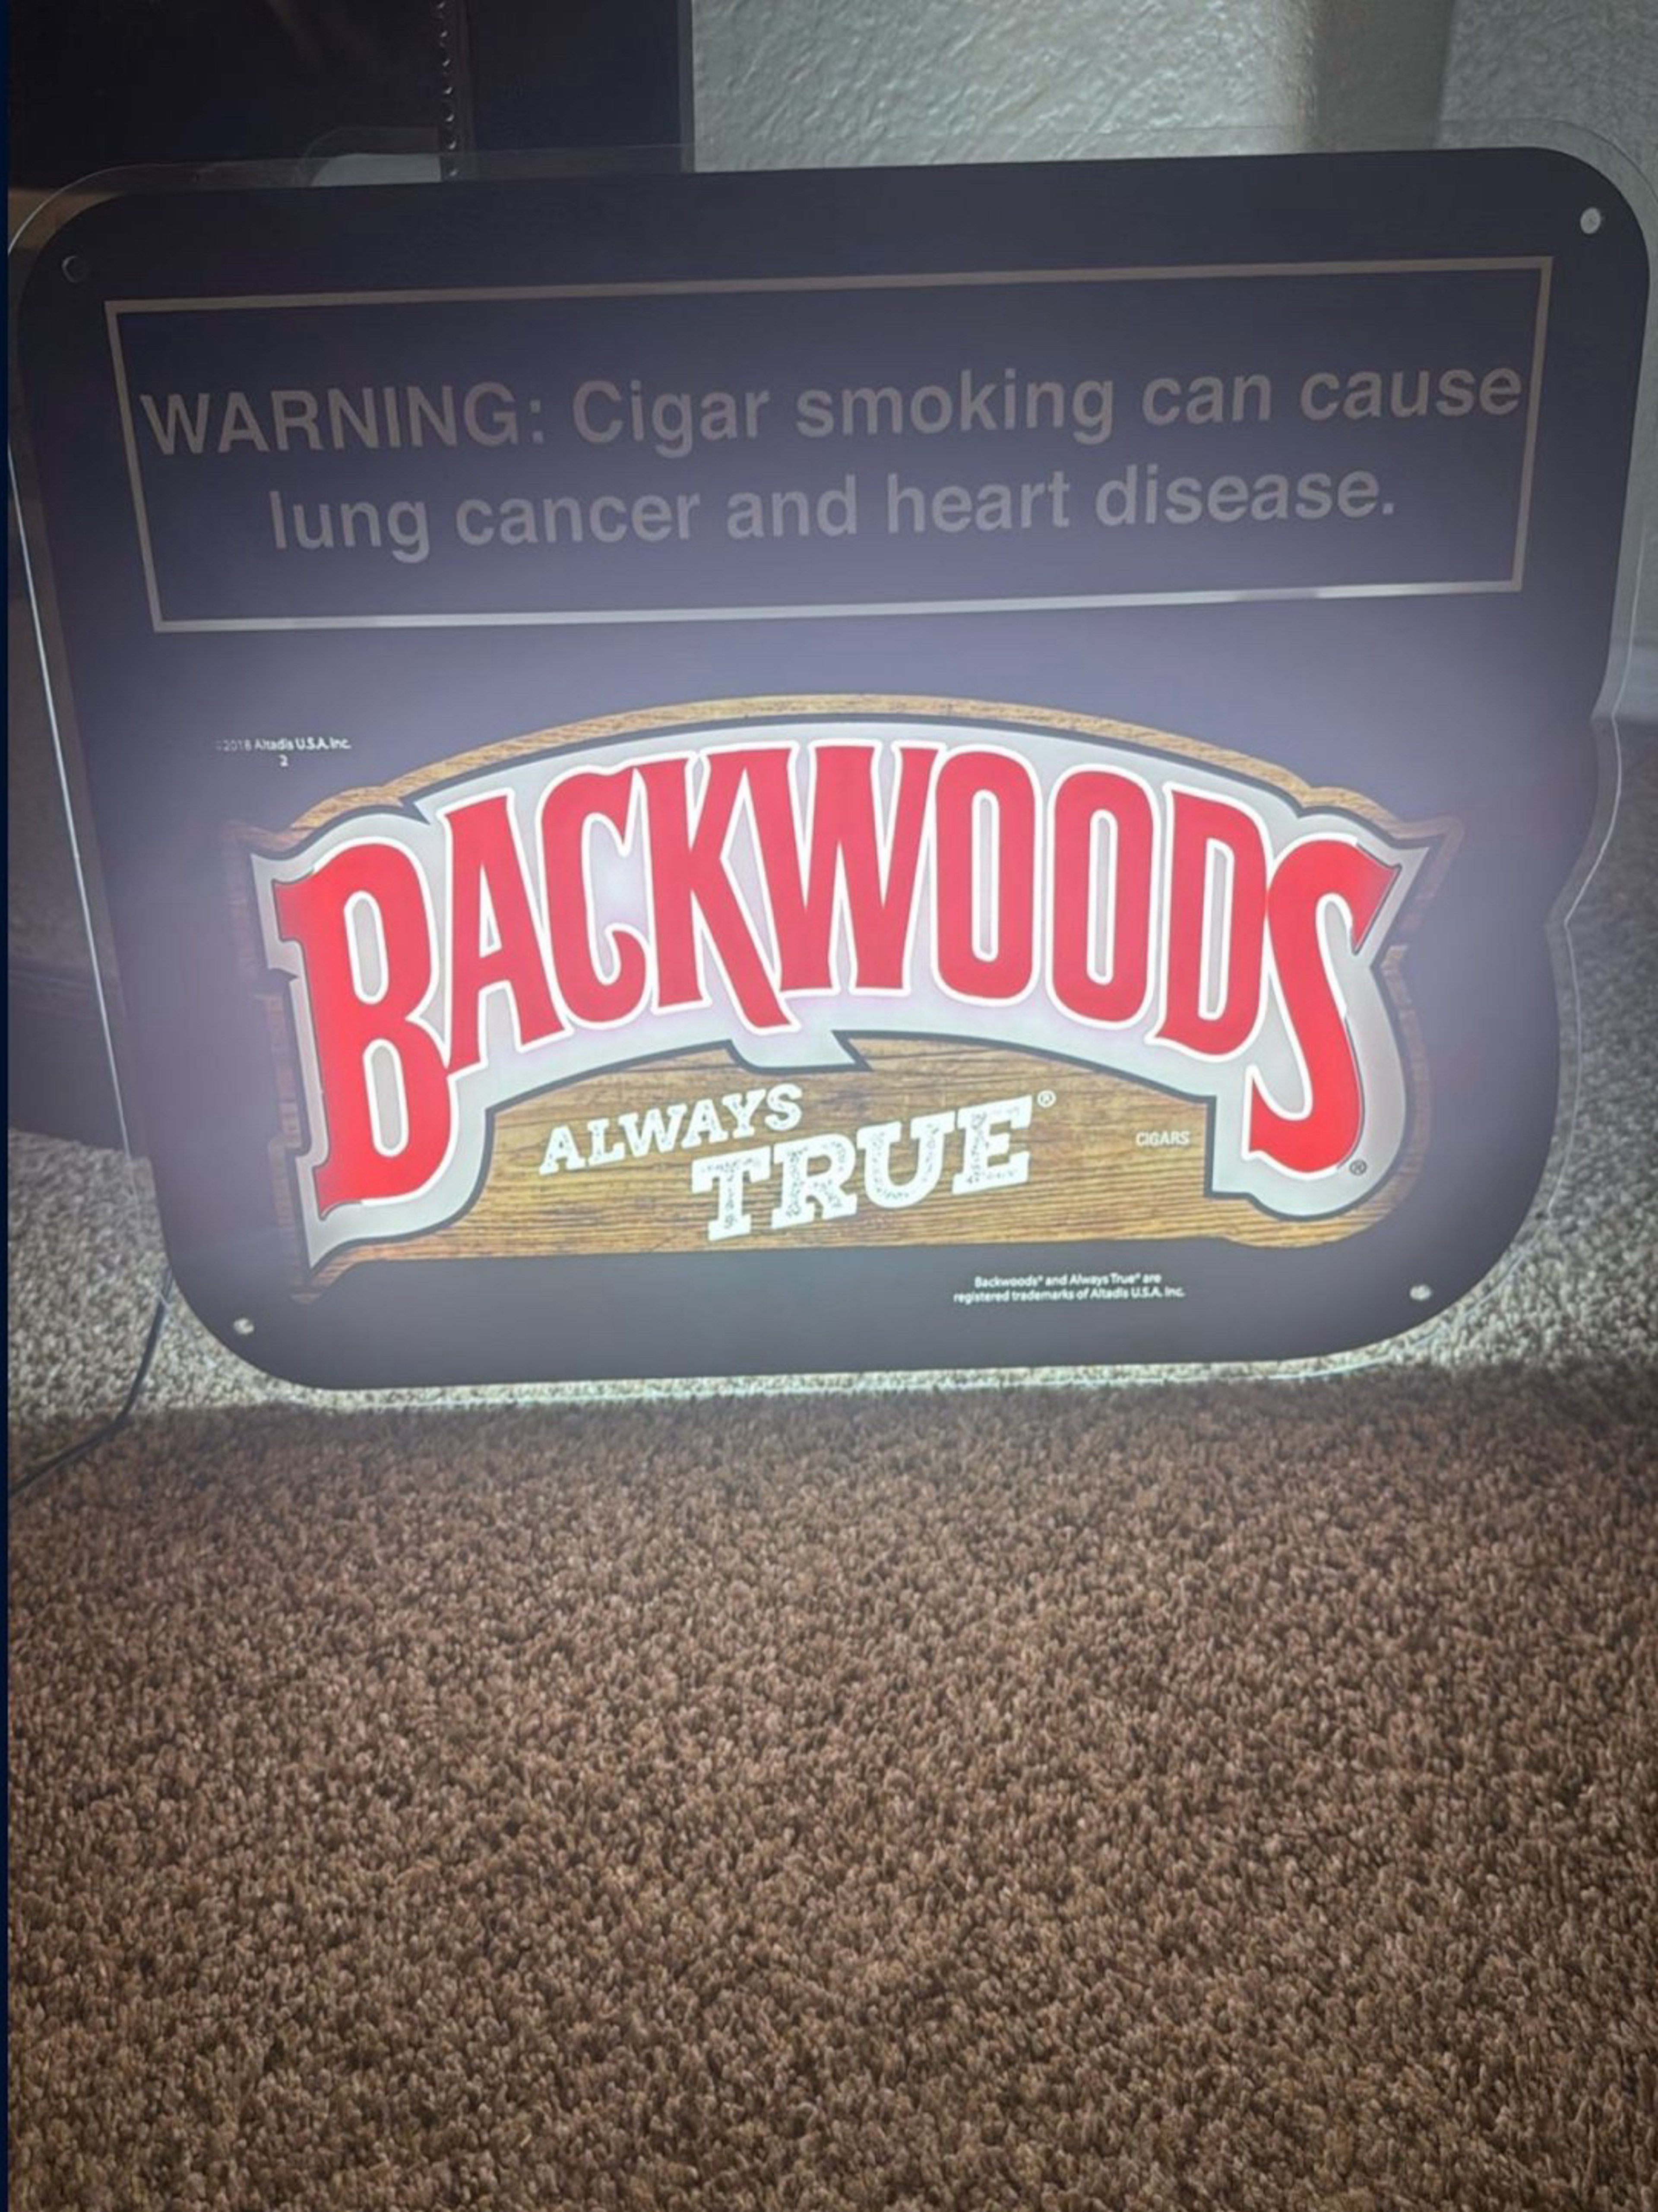 WARNING: Cigar smoking can cause
lung cancer and heart disease.
©2018 Altadis U.S.A. Inc.
2
BACKWOODS®
ALWAYS
TRUE®
CIGARS
Backwoods® and Always True® are
registered trademarks of Altadis U.S.A. Inc.